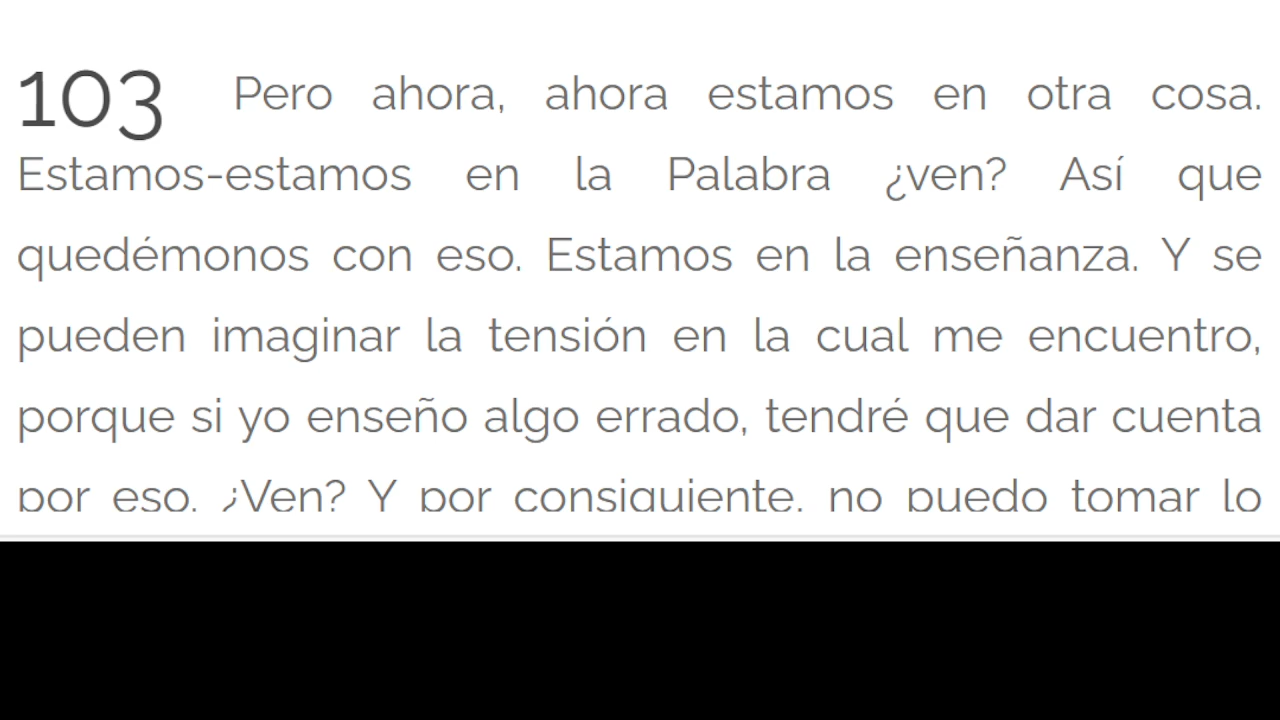 103 Pero ahora, ahora estamos en otra cosa.
Estamos-estamos en la Palabra ¿ven? Así que
quedémonos con eso. Estamos en la enseñanza. Y se
pueden imaginar la tensión en la cual me encuentro,
porque si yo enseño algo errado, tendré que dar cuenta
por eso. ¿Ven? Y por consiguiente, no puedo tomar lo